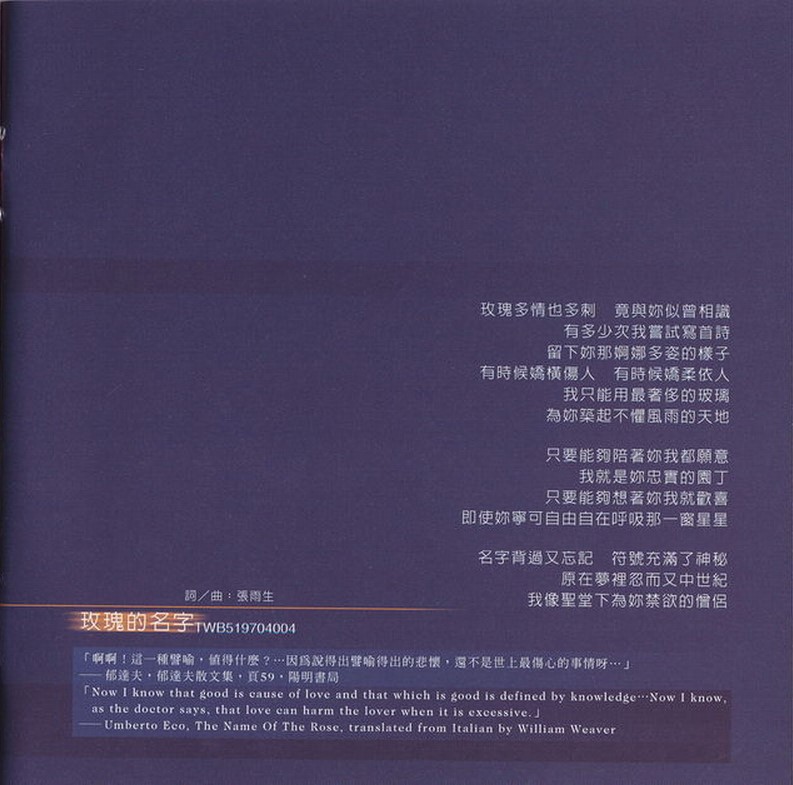 玫瑰多情也多刺　竟與妳似曾相識
有多少次我嘗試寫首詩
留下妳那婀娜多姿的樣子
有時候嬌橫傷人　有時候嬌柔依人
我只能用最奢侈的玻璃
為妳築起不懼風雨的天地
只要能夠陪著妳我都願意
我就是妳忠實的園丁
只要能夠想著妳我就歡喜
即使妳寧可自由自在呼吸那一窗星星
名字背過又忘記　符號充滿了神秘
原在夢裡忽而又中世紀
我像聖堂下為妳禁欲的僧侶
詞／曲：張雨生
玫瑰的名字TWB519704004
「啊啊！這一種譬喻，值得什麼？…因爲說得出譬喻得出的悲懷，還不是世上最傷心的事情呀…」
——郁達夫，郁達夫散文集，頁59，陽明書局
「Now I know that good is cause of love and that which is good is defined by knowledge…Now I know,
as the doctor says, that love can harm the lover when it is excessive.」
——Umberto Eco, The Name Of The Rose, translated from Italian by William Weaver